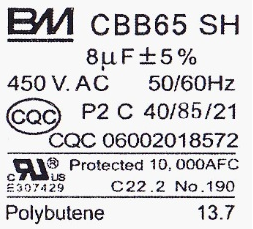 BM CBB65 SH
8μF±5%
450 V. AC 50/60Hz
CQC P2 C 40/85/21
CQC 06002018572
c RU us ® Protected 10, 000AFC
E307429 C22.2 No.190
Polybutene 13.7